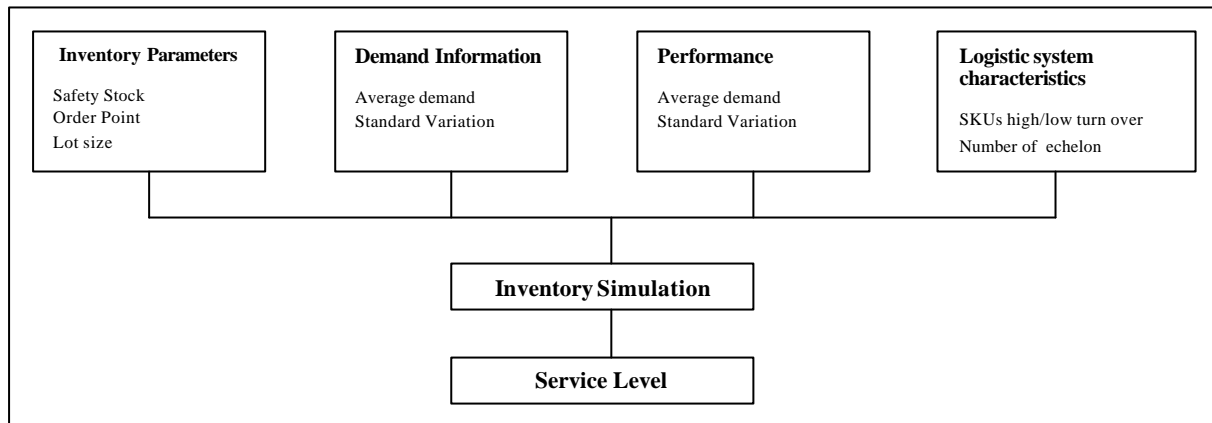 Inventory Parameters
Safety Stock
Order Point
Lot size
Demand Information
Average demand
Standard Variation
Performance
Average demand
Standard Variation
Logistic system
characteristics
SKUs high/low turn over
Number of echelon
Inventory Simulation
Service Level